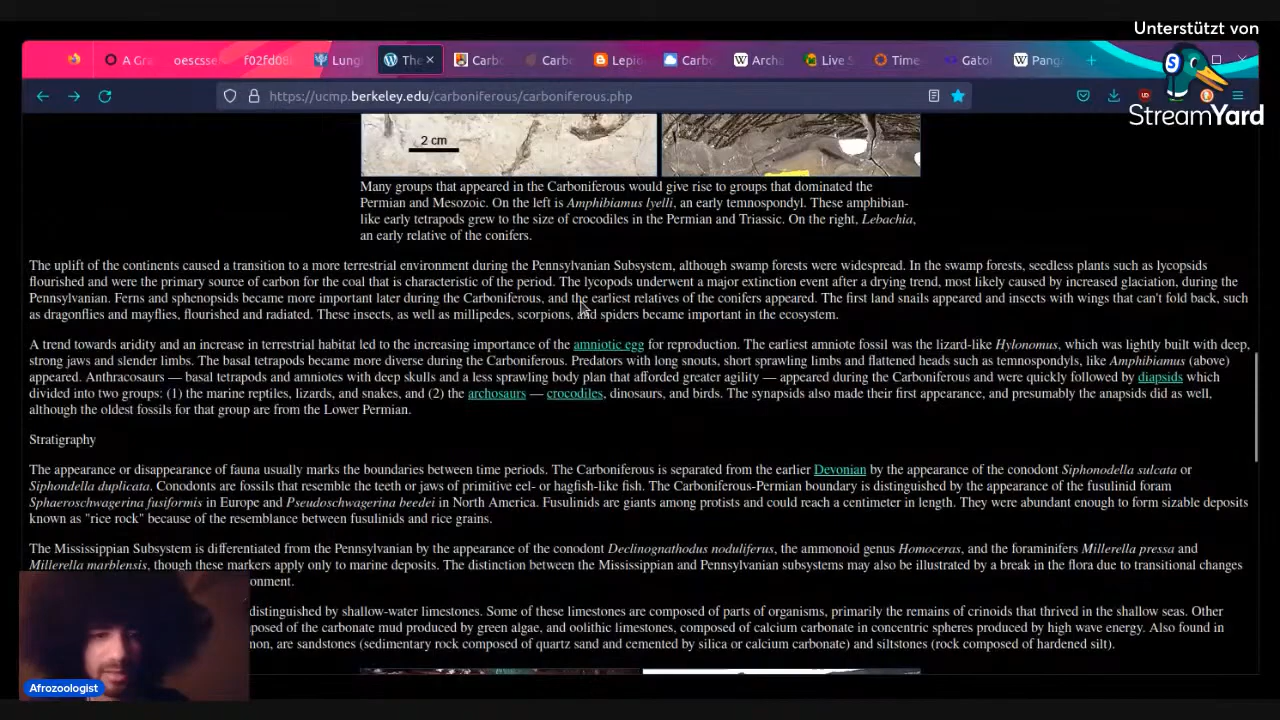 Unterstützt von
StreamYard
A Gra
oescsse
f02fd08
Lung
The
Carbo
Carbo
Lepid
Carbo
Archa
Live S
Time
Gato
Pang
https://ucmp.berkeley.edu/carboniferous/carboniferous.php
2 cm
Many groups that appeared in the Carboniferous would give rise to groups that dominated the
Permian and Mesozoic. On the left is Amphibiamus lyelli, an early temnospondyl. These amphibian-
like early tetrapods grew to the size of crocodiles in the Permian and Triassic. On the right, Lebachia,
an early relative of the conifers.
The uplift of the continents caused a transition to a more terrestrial environment during the Pennsylvanian Subsystem, although swamp forests were widespread. In the swamp forests, seedless plants such as lycopsids
flourished and were the primary source of carbon for the coal that is characteristic of the period. The lycopods underwent a major extinction event after a drying trend, most likely caused by increased glaciation, during the
Pennsylvanian. Ferns and sphenopsids became more important later during the Carboniferous, and the earliest relatives of the conifers appeared. The first land snails appeared and insects with wings that can't fold back, such
as dragonflies and mayflies, flourished and radiated. These insects, as well as millipedes, scorpions, and spiders became important in the ecosystem.
A trend towards aridity and an increase in terrestrial habitat led to the increasing importance of the amniotic egg for reproduction. The earliest amniote fossil was the lizard-like Hylonomus, which was lightly built with deep,
strong jaws and slender limbs. The basal tetrapods became more diverse during the Carboniferous. Predators with long snouts, short sprawling limbs and flattened heads such as temnospondyls, like Amphibiamus (above)
appeared. Anthracosaurs — basal tetrapods and amniotes with deep skulls and a less sprawling body plan that afforded greater agility — appeared during the Carboniferous and were quickly followed by diapsids which
divided into two groups: (1) the marine reptiles, lizards, and snakes, and (2) the archosaurs — crocodiles, dinosaurs, and birds. The synapsids also made their first appearance, and presumably the anapsids did as well,
although the oldest fossils for that group are from the Lower Permian.
Stratigraphy
The appearance or disappearance of fauna usually marks the boundaries between time periods. The Carboniferous is separated from the earlier Devonian by the appearance of the conodont Siphonodella sulcata or
Siphondella duplicata. Conodonts are fossils that resemble the teeth or jaws of primitive eel- or hagfish-like fish. The Carboniferous-Permian boundary is distinguished by the appearance of the fusulinid foram
Sphaeroschwagerina fusiformis in Europe and Pseudoschwagerina beedei in North America. Fusulinids are giants among protists and could reach a centimeter in length. They were abundant enough to form sizable deposits
known as "rice rock" because of the resemblance between fusulinids and rice grains.
The Mississippian Subsystem is differentiated from the Pennsylvanian by the appearance of the conodont Declinognathodus noduliferus, the ammonoid genus Homoceras, and the foraminifers Millerella pressa and
Millerella marblensis, though these markers apply only to marine deposits. The distinction between the Mississippian and Pennsylvanian subsystems may also be illustrated by a break in the flora due to transitional changes
onment.
distinguished by shallow-water limestones. Some of these limestones are composed of parts of organisms, primarily the remains of crinoids that thrived in the shallow seas. Other
posed of the carbonate mud produced by green algae, and oolithic limestones, composed of calcium carbonate in concentric spheres produced by high wave energy. Also found in
non, are sandstones (sedimentary rock composed of quartz sand and cemented by silica or calcium carbonate) and siltstones (rock composed of hardened silt).
Afrozoologist